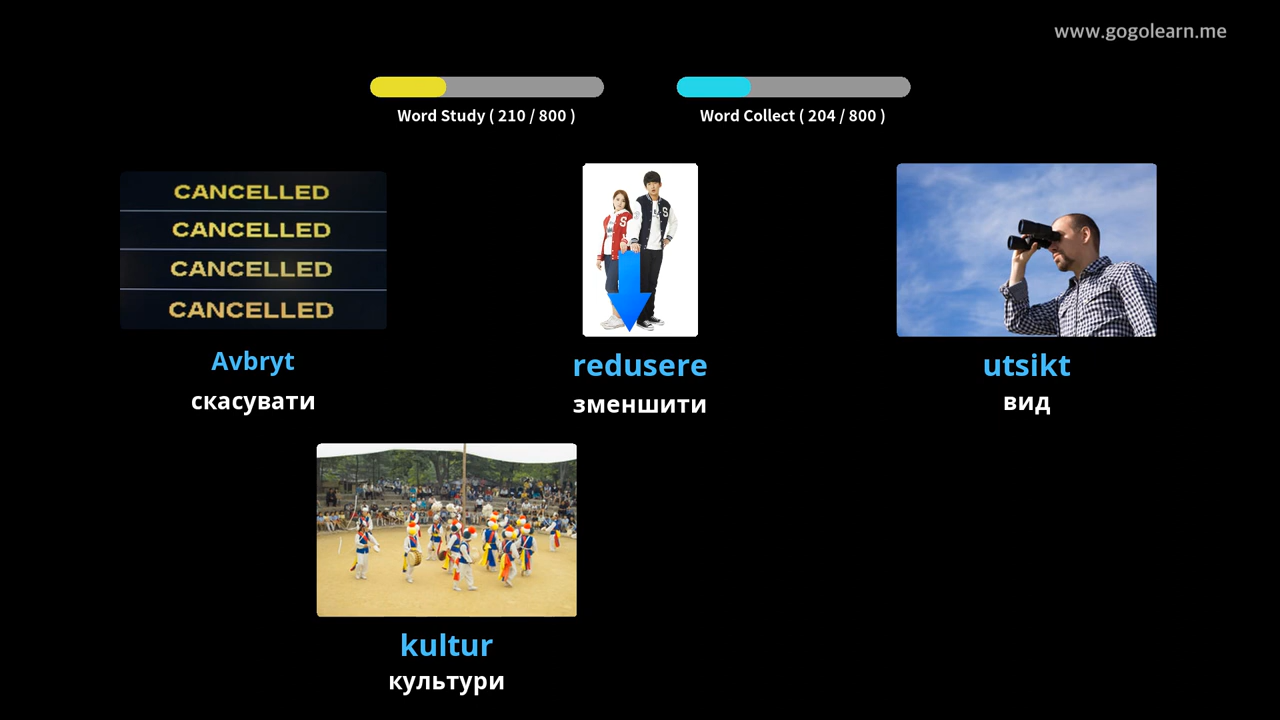 www.gogolearn.me
Word Study ( 210 / 800 )
Word Collect ( 204 / 800 )
CANCELLED
CANCELLED
CANCELLED
CANCELLED
S
S
Avbryt
скасувати
redusere
зменшити
utsikt
вид
kultur
культури